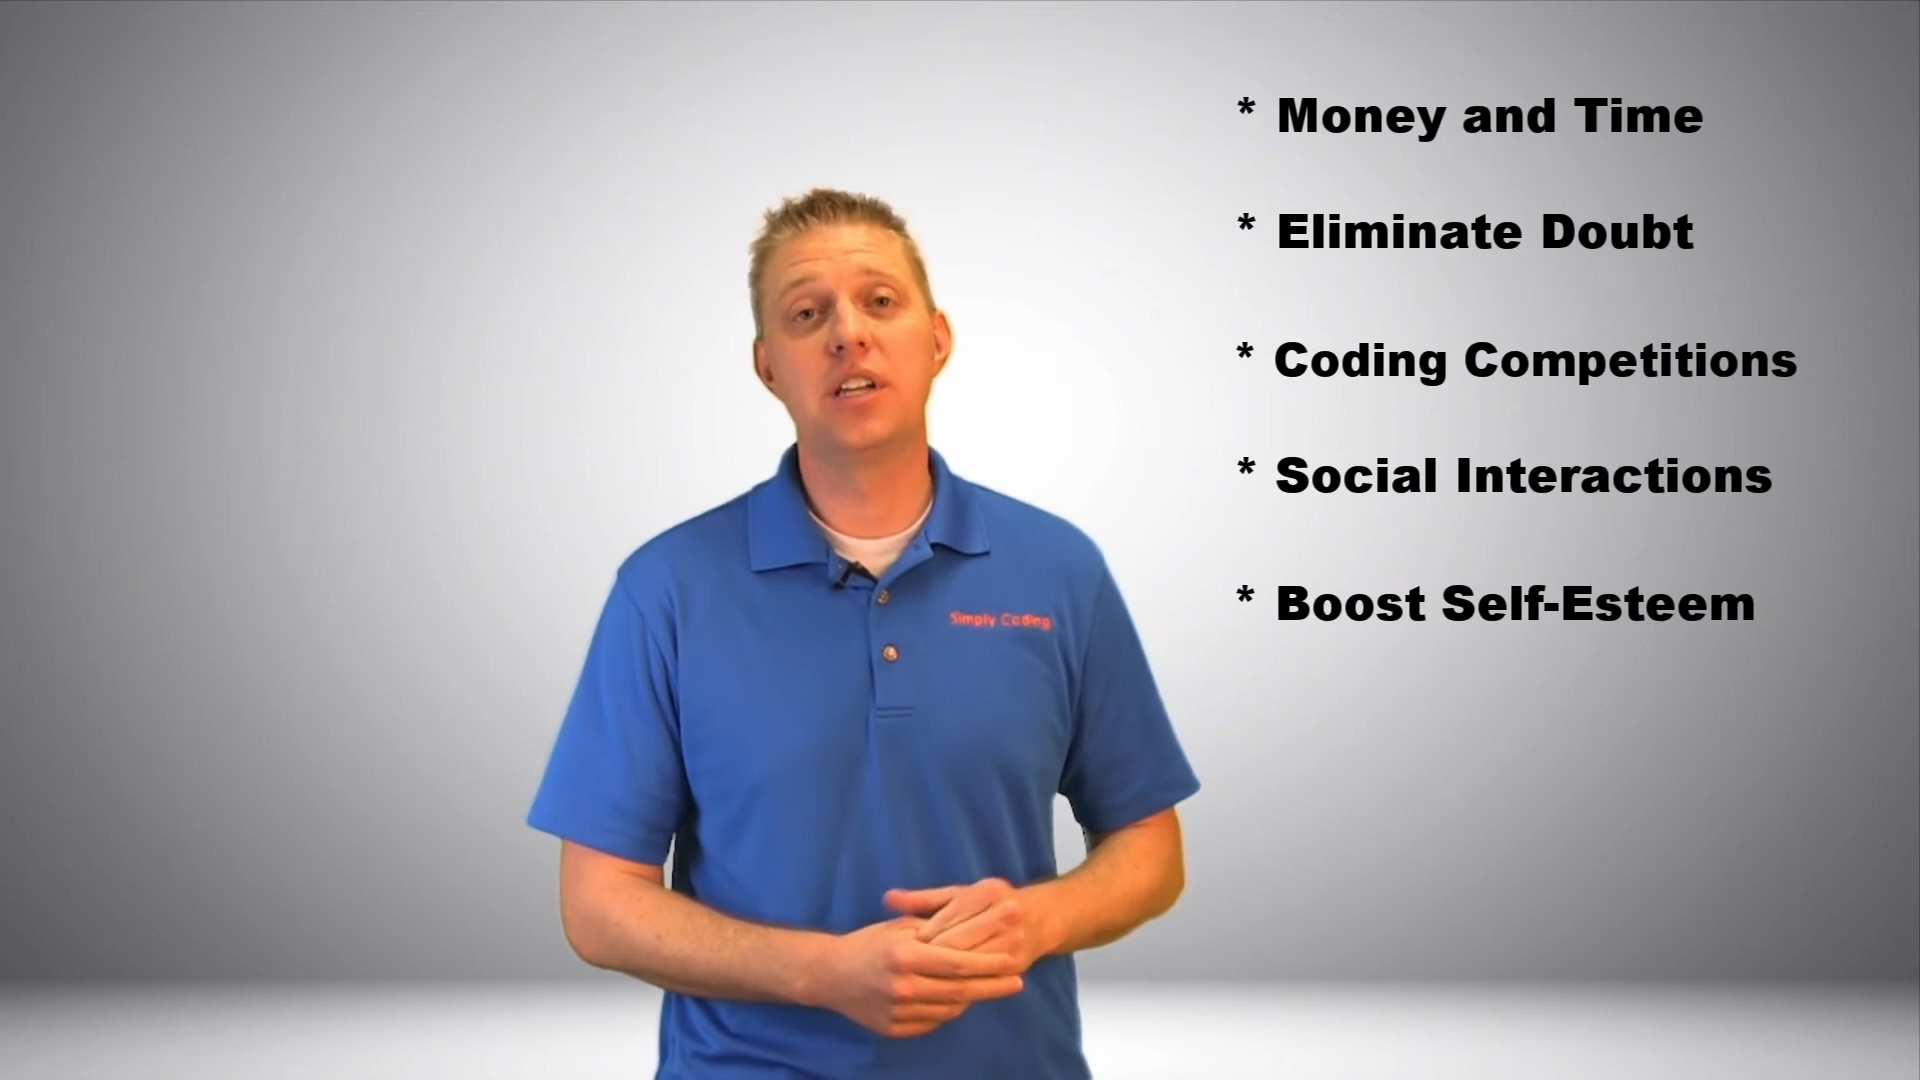 * Money and Time
* Eliminate Doubt
* Coding Competitions
* Social Interactions
* Boost Self-Esteem
Simply Coding